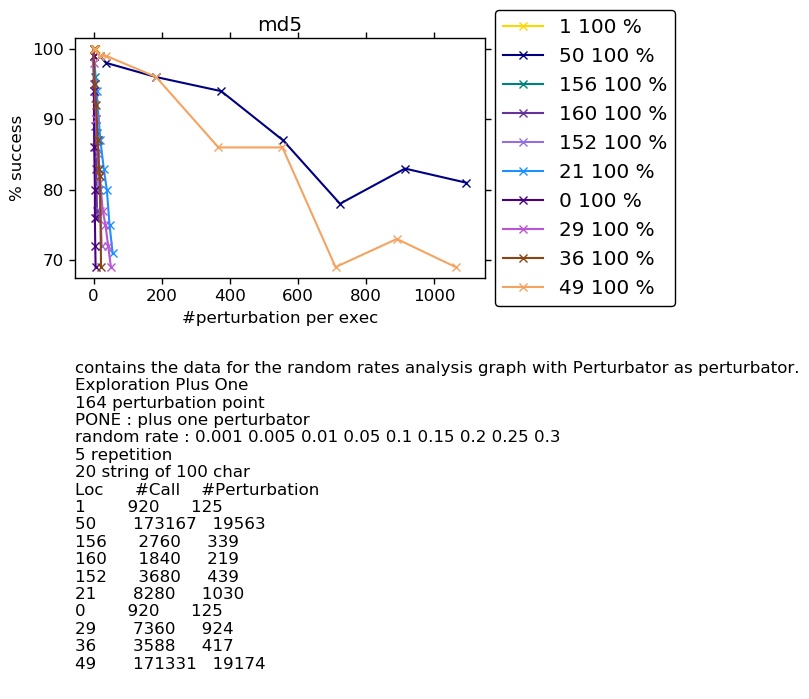 md5
100
90
80
70
% success
0 200 400 600 800 1000
#perturbation per exec
1 100 %
50 100 %
156 100 %
160 100 %
152 100 %
21 100 %
0 100 %
29 100 %
36 100 %
49 100 %
contains the data for the random rates analysis graph with Perturbator as perturbator.
Exploration Plus One
164 perturbation point
PONE : plus one perturbator
random rate : 0.001 0.005 0.01 0.05 0.1 0.15 0.2 0.25 0.3
5 repetition
20 string of 100 char
Loc #Call #Perturbation
1 920 125
50 173167 19563
156 2760 339
160 1840 219
152 3680 439
21 8280 1030
0 920 125
29 7360 924
36 3588 417
49 171331 19174